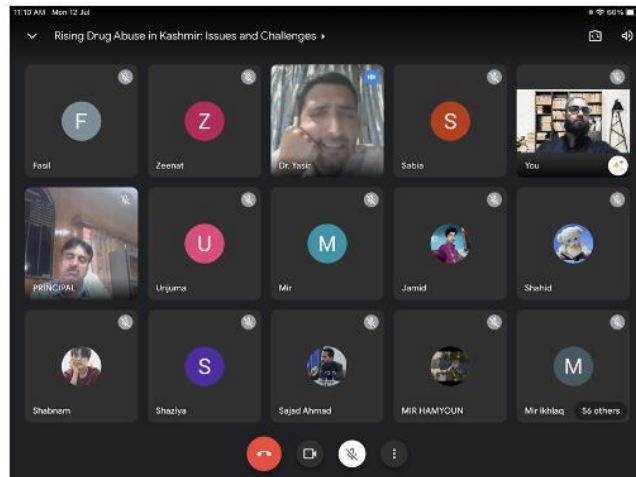 11:10 AM Mon 12 Jul
60%
Rising Drug Abuse in Kashmir: Issues and Challenges
F
Z
S
Fasil
Zeenat
Dr. Yasir
Sabia
You
U
M
PRINCIPAL
Unjuma
Mir
Jamid
Shahid
S
M
Shabnam
Shaziya
Sajad Ahmad
MIR HAMYOUN
Mir ikhlaq
56 others